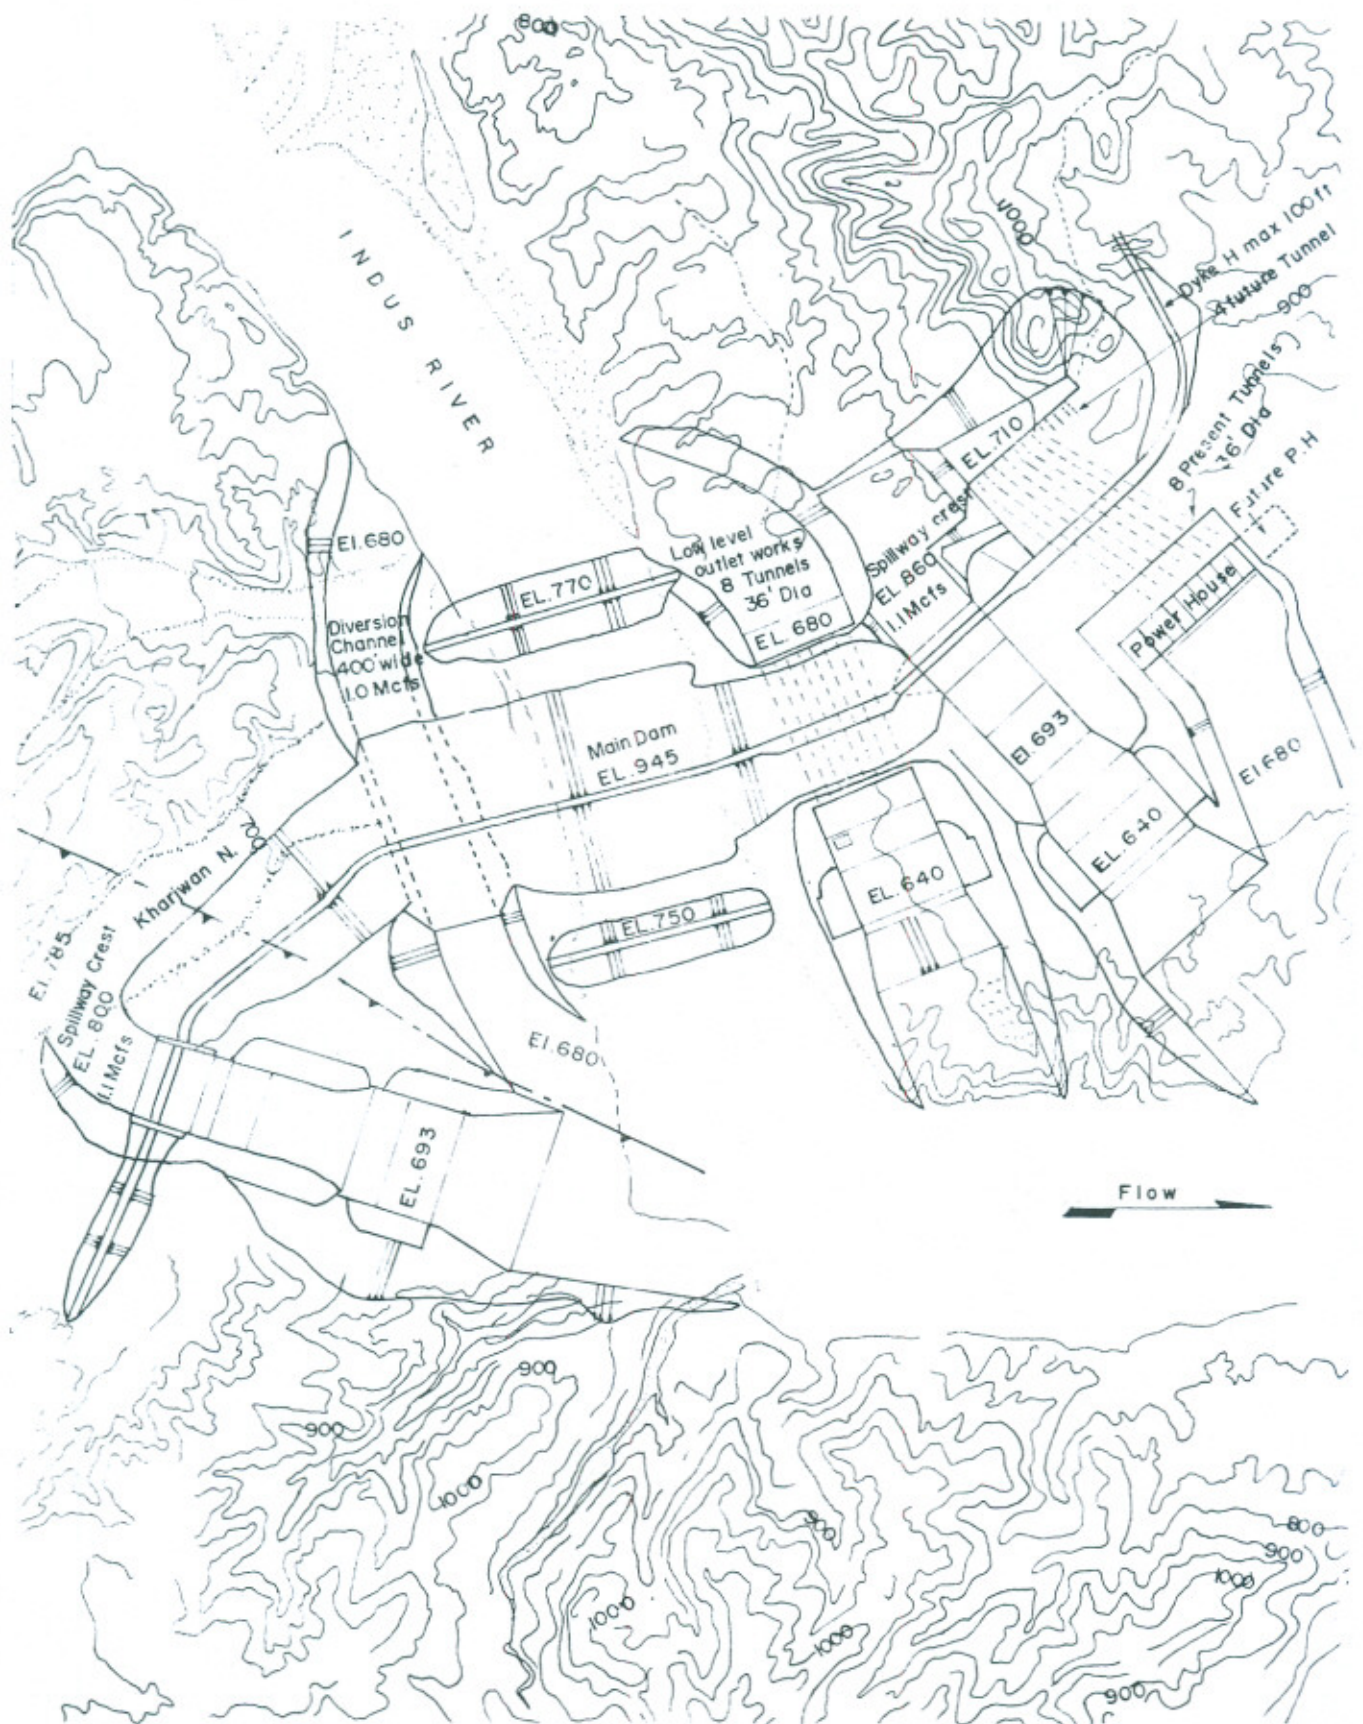 800
INDUS RIVER
1000
Dyke H max 100ft
4 future Tunnel
900
8 Present Tunnels
36' Dia
Future P.H
EL.710
El.680
EL.770
Low level
outlet works
8 Tunnels
36' Dia
EL. 680
Spillway crest
EL. 860
1.1 Mcfs
Power House
Diversion
Channel
400' wide
1.0 Mcfs
Main Dam
EL. 945
El.693
El 680
EL.640
EL.640
Khariwan N.
700
EL.750
El.785
Spillway Crest
EL. 800
1.1 Mcfs
El.680
EL.693
Flow
900
900
1000
900
800
900
1000
1000
1000
900